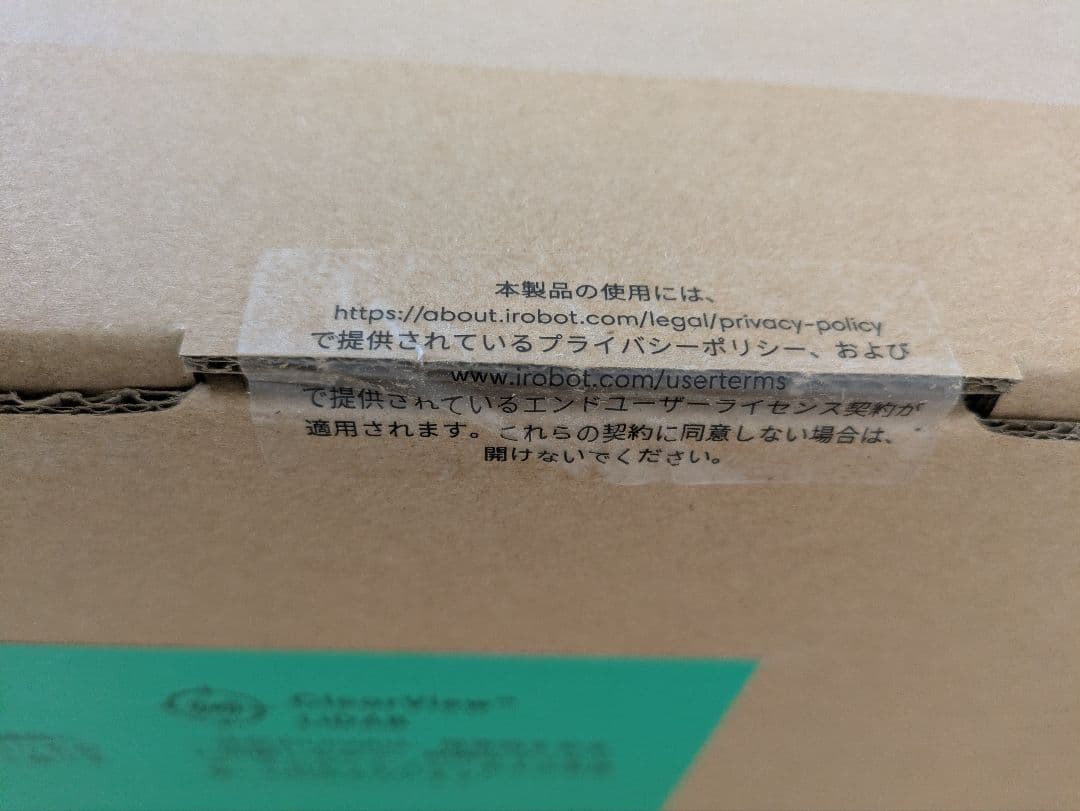 本製品の使用には、
https://about.irobot.com/legal/privacy-policy
で提供されているプライバシーポリシー、および
www.irobot.com/userterms
で提供されているエンドユーザーライセンス契約が
適用されます。これらの契約に同意しない場合は、
開けないでください。
ClearView™
LiDAR